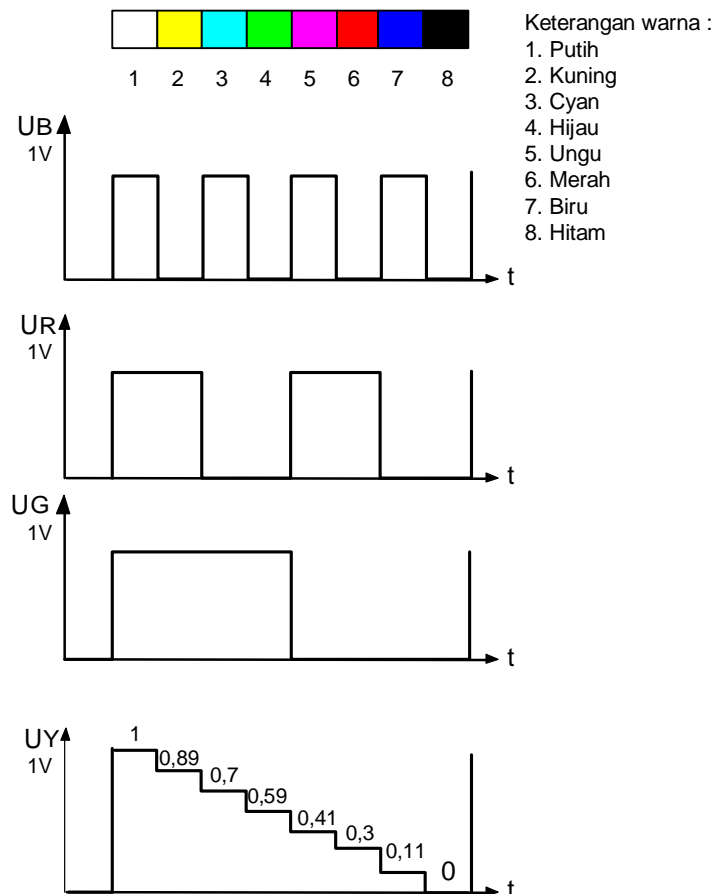 Keterangan warna :
1. Putih
2. Kuning
3. Cyan
4. Hijau
5. Ungu
6. Merah
7. Biru
8. Hitam
1 2 3 4 5 6 7 8
UB
1V
t
UR
1V
t
UG
1V
t
UY
1V
1
0,89
0,7
0,59
0,41
0,3
0,11
0
t